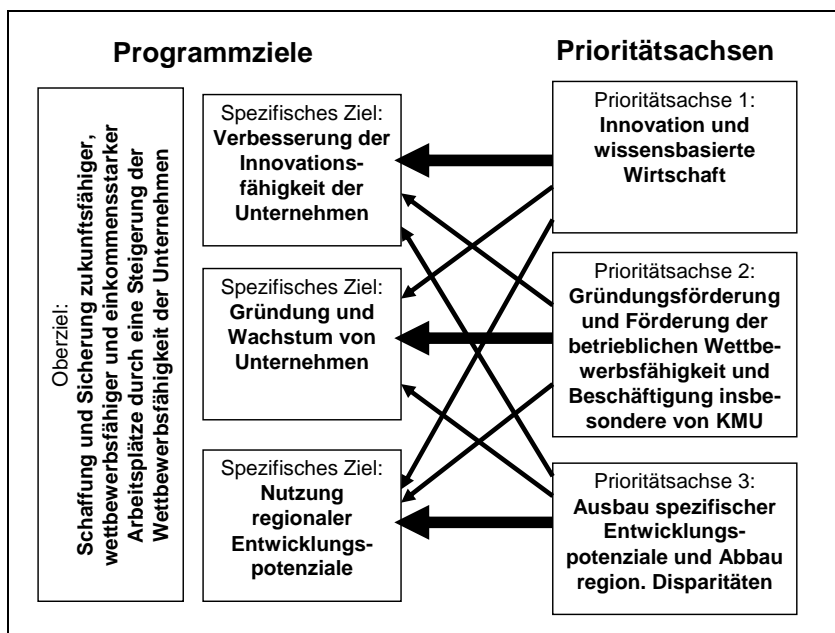 Programmziele
Prioritätsachsen
Oberziel:
Schaffung und Sicherung zukunftsfähiger,
wettbewerbsfähiger und einkommensstarker
Arbeitsplätze durch eine Steigerung der
Wettbewerbsfähigkeit der Unternehmen
Spezifisches Ziel:
Verbesserung der
Innovations-
fähigkeit der
Unternehmen
Spezifisches Ziel:
Gründung und
Wachstum von
Unternehmen
Spezifisches Ziel:
Nutzung
regionaler
Entwicklungs-
potenziale
Prioritätsachse 1:
Innovation und
wissensbasierte
Wirtschaft
Prioritätsachse 2:
Gründungsförderung
und Förderung der
betrieblichen Wettbe-
werbsfähigkeit und
Beschäftigung insbe-
sondere von KMU
Prioritätsachse 3:
Ausbau spezifischer
Entwicklungs-
potenziale und Abbau
region. Disparitäten